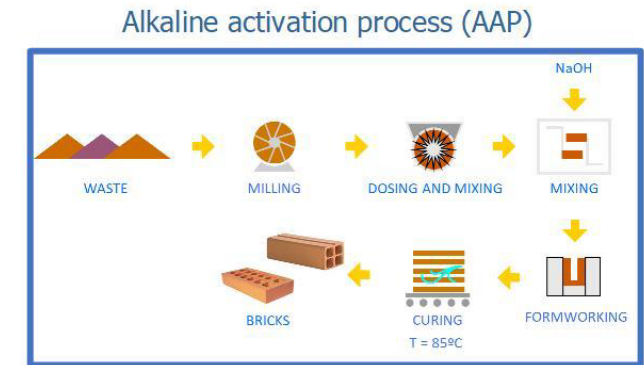 Alkaline activation process (AAP)
NaOH
WASTE
MILLING
DOSING AND MIXING
MIXING
BRICKS
CURING
T = 85ºC
FORMWORKING